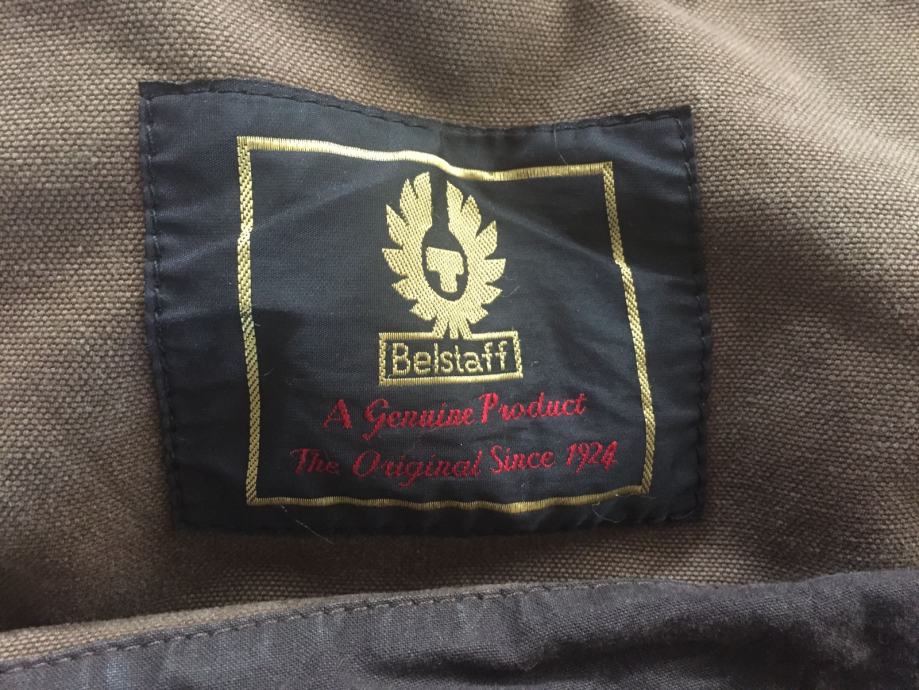 Belstaff
A Genuine Product
The Original Since 1924